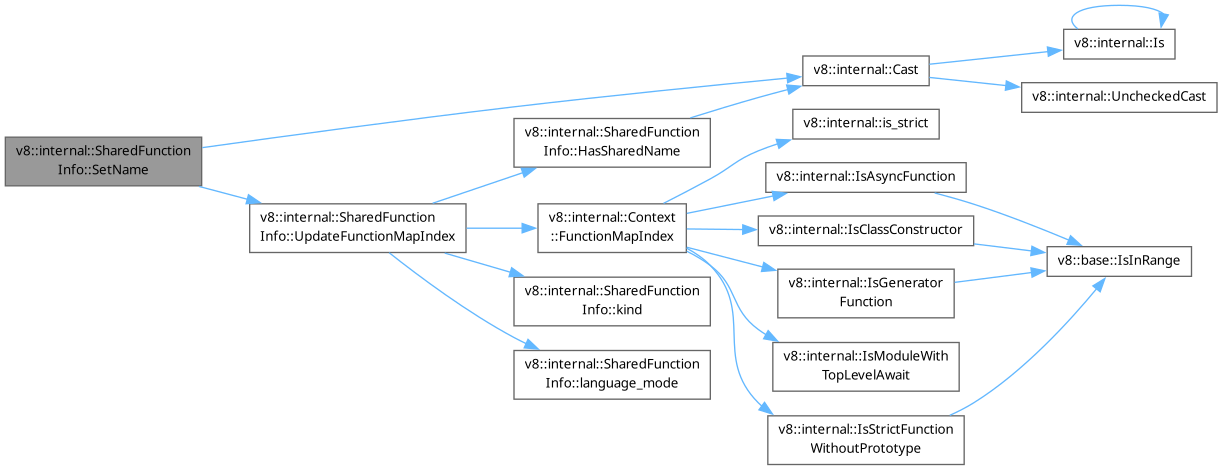 v8::internal::SharedFunction
Info::SetName
v8::internal::SharedFunction
Info::UpdateFunctionMapIndex
v8::internal::SharedFunction
Info::HasSharedName
v8::internal::Context
::FunctionMapIndex
v8::internal::SharedFunction
Info::kind
v8::internal::SharedFunction
Info::language_mode
v8::internal::Cast
v8::internal::is_strict
v8::internal::IsAsyncFunction
v8::internal::IsClassConstructor
v8::internal::IsGenerator
Function
v8::internal::IsModuleWith
TopLevelAwait
v8::internal::IsStrictFunction
WithoutPrototype
v8::internal::Is
v8::internal::UncheckedCast
v8::base::IsInRange